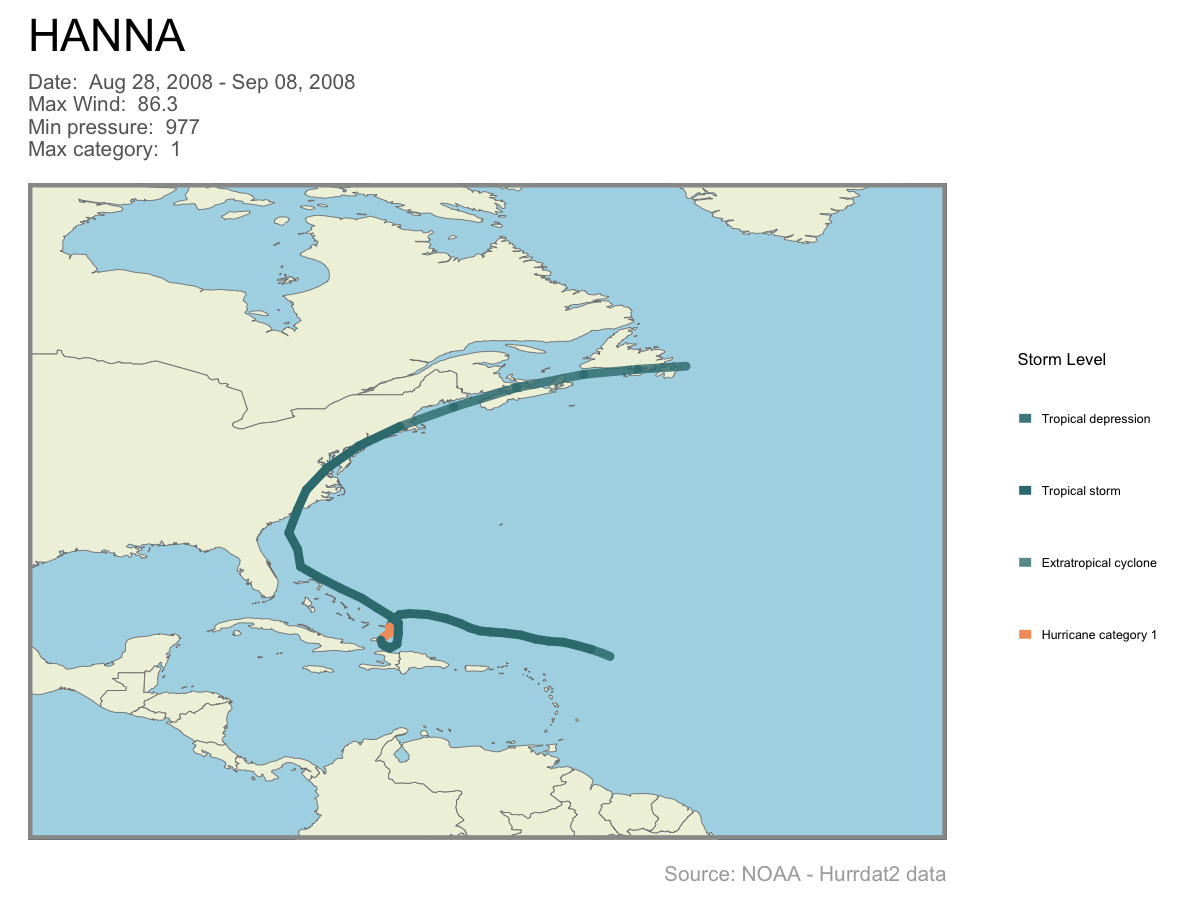 HANNA
Date:  Aug 28, 2008 - Sep 08, 2008
Max Wind:  86.3
Min pressure:  977
Max category:  1
Storm Level
Tropical depression
Tropical storm
Extratropical cyclone
Hurricane category 1
Source: NOAA - Hurrdat2 data